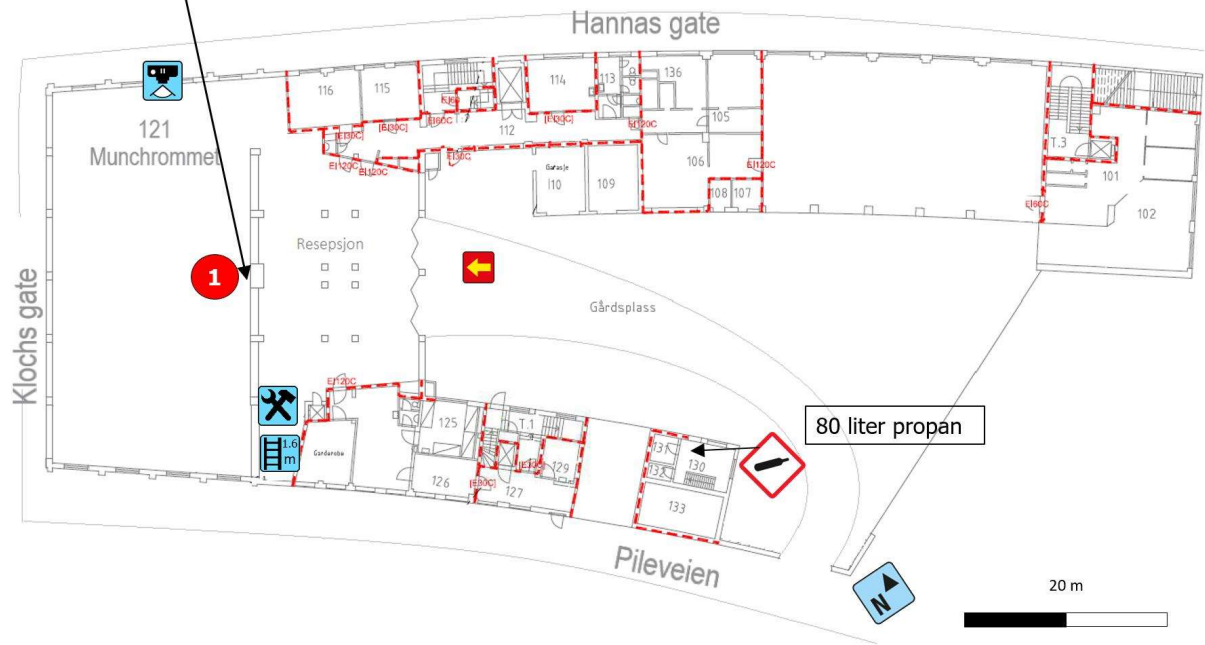 Hannas gate
121
Munchrommet
116
115
114
113
136
105
112
EI60
EI60C
[EI30C]
[EI30C]
[EI30C]
EI120C
EI120C
EI120C
EI30C
Garasje
110
109
106
108
107
EI120C
T.3
101
102
EI60C
Klochs gate
1
Resepsjon
Gårdsplass
EI120C
1.6
m
Garderobe
125
126
T.1
[EI30C]
129
[EI30C]
127
131
132
130
133
80 liter propan
Pileveien
N
20 m